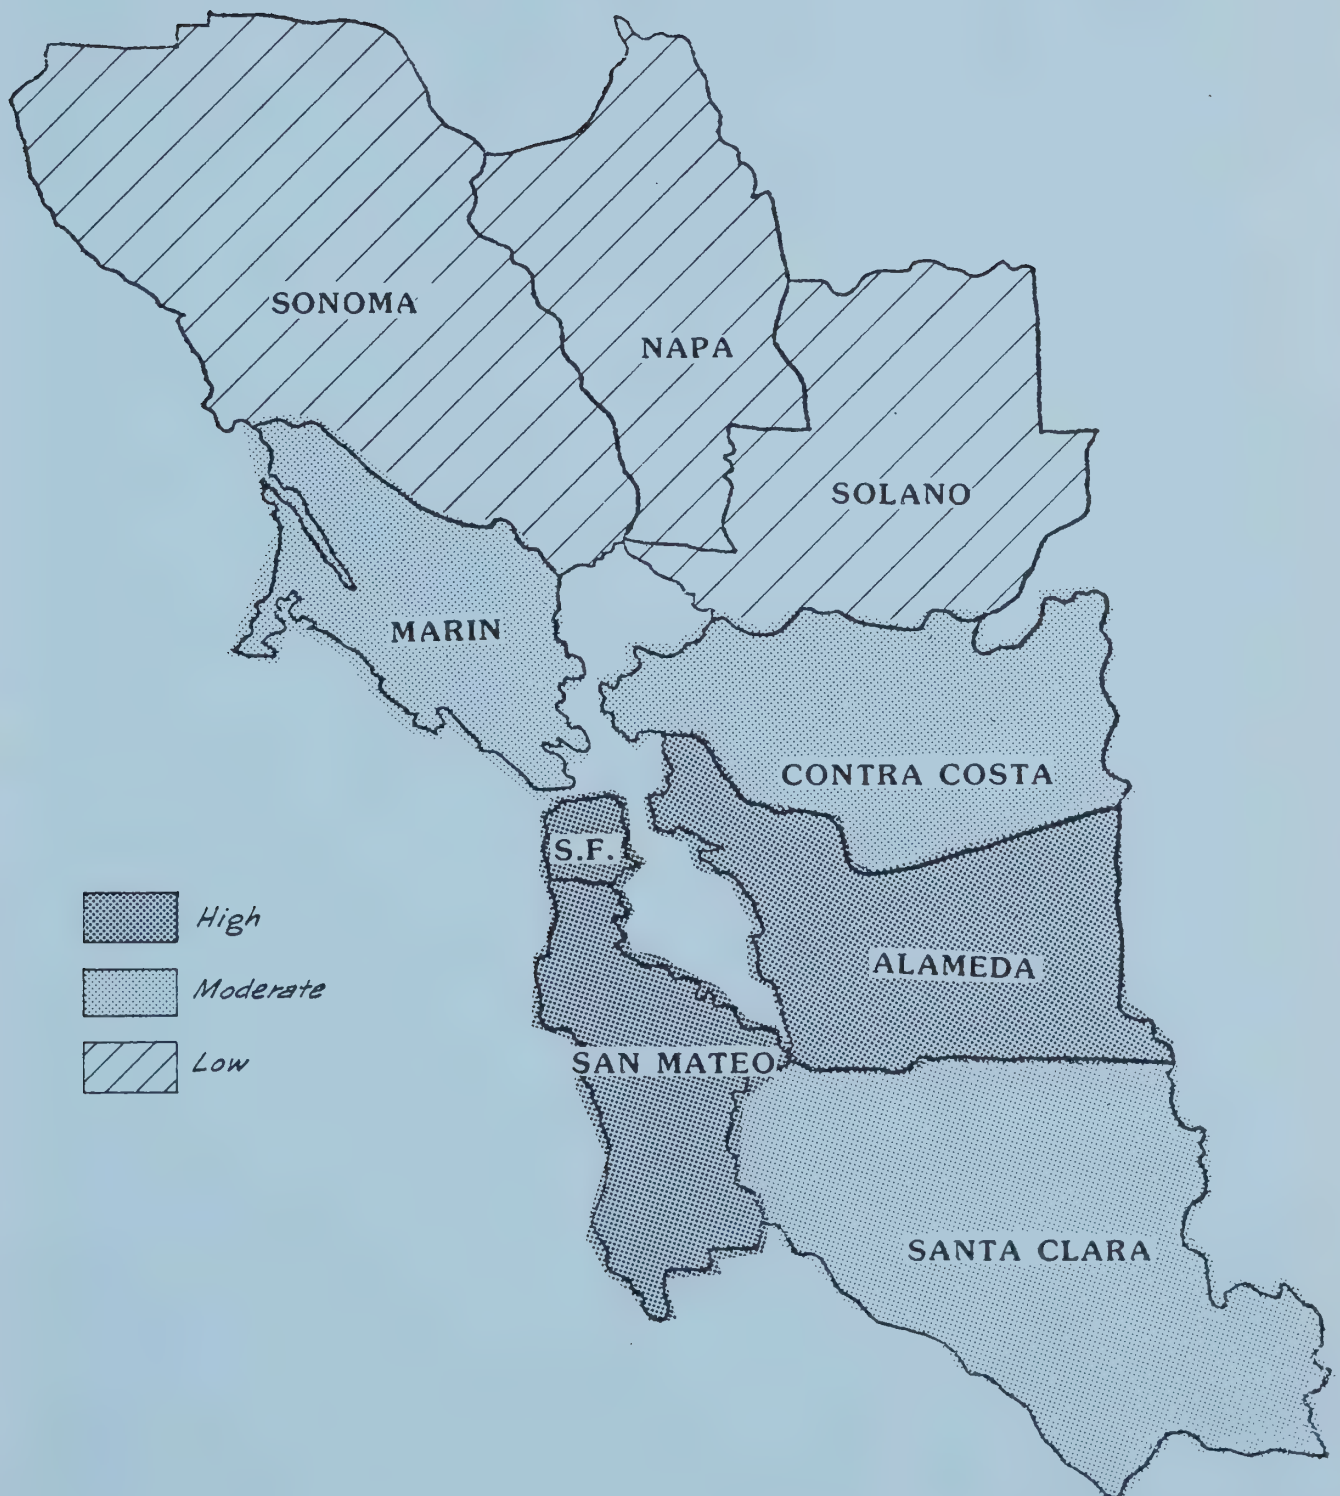 SONOMA
NAPA
SOLANO
MARIN
CONTRA COSTA
S.F.
High
ALAMEDA
Moderate
Low
SAN MATEO
SANTA CLARA